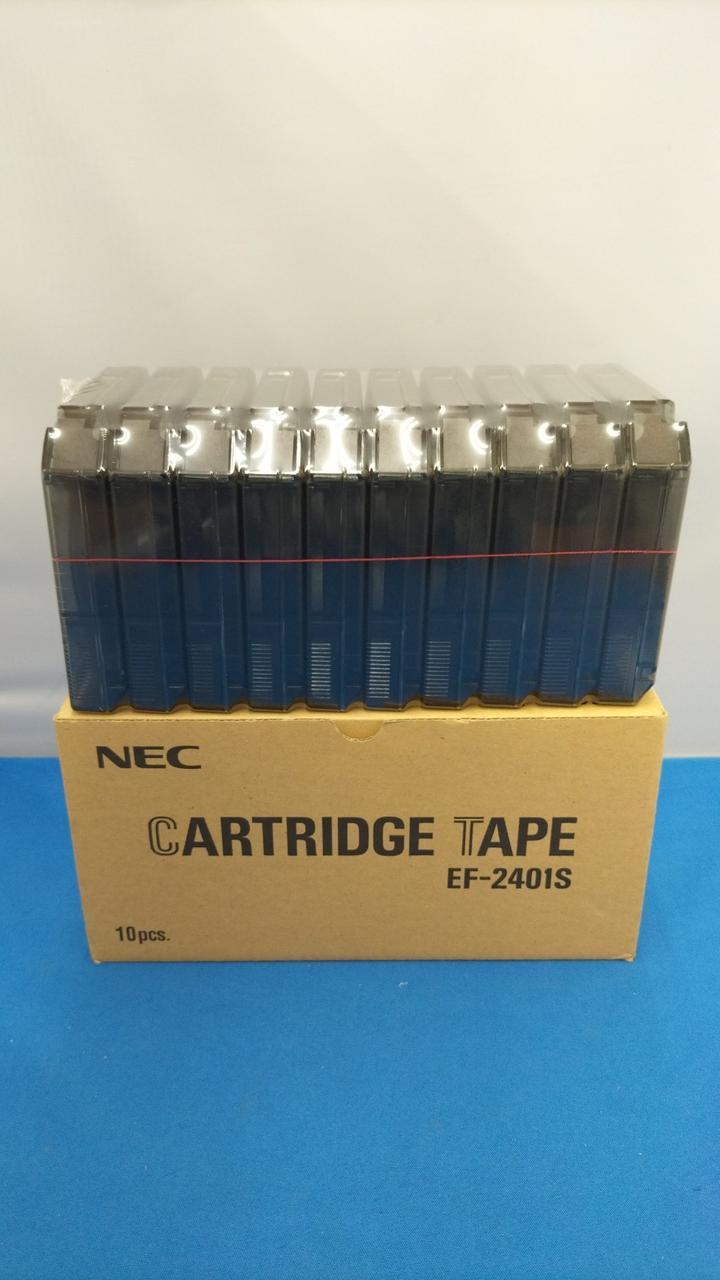 NEC
CARTRIDGE TAPE
EF-2401S
10pcs.